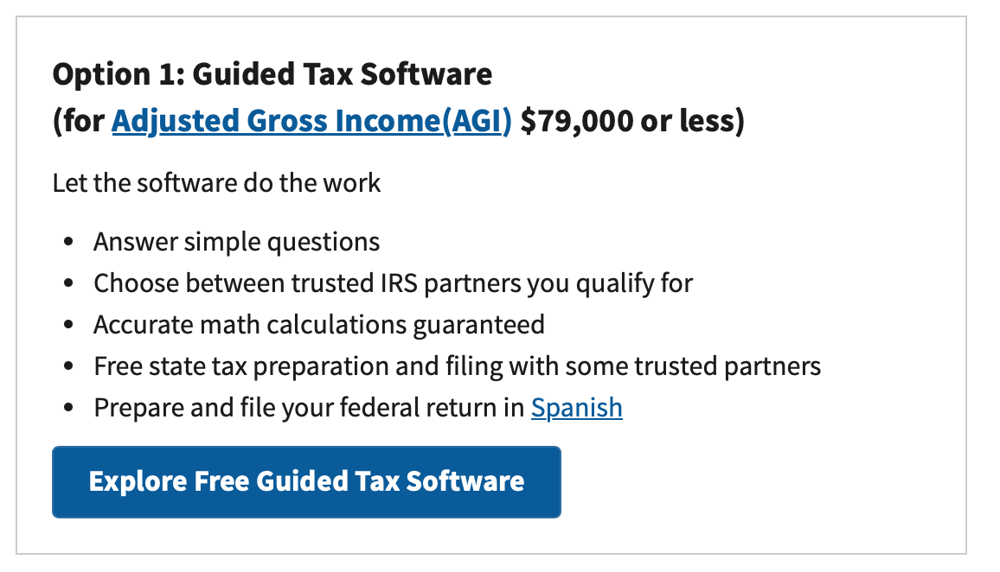 Option 1: Guided Tax Software
(for Adjusted Gross Income(AGI) $79,000 or less)
Let the software do the work
• Answer simple questions
• Choose between trusted IRS partners you qualify for
• Accurate math calculations guaranteed
• Free state tax preparation and filing with some trusted partners
• Prepare and file your federal return in Spanish
Explore Free Guided Tax Software